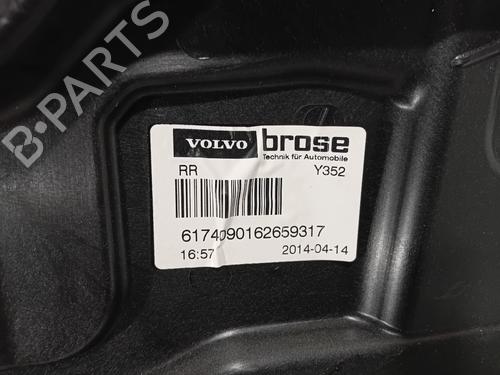 B-PARTS
VOLVO brose
Technik für Automobile
RR Y352
6174090162659317
16:57 2014-04-14